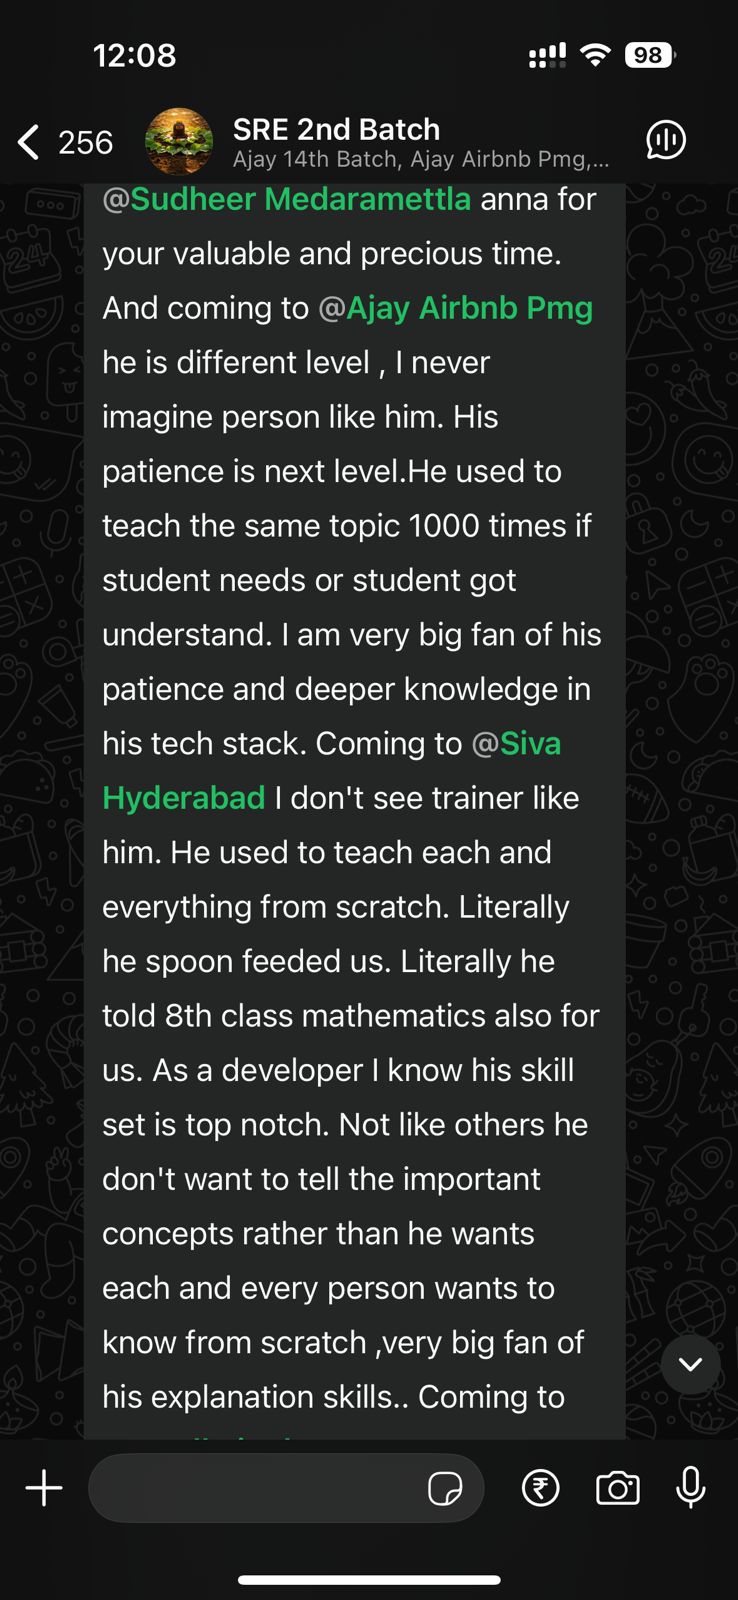 12:08
98
256
SRE 2nd Batch
Ajay 14th Batch, Ajay Airbnb Pmg,...
@Sudheer Medaramettla anna for
your valuable and precious time.
And coming to @Ajay Airbnb Pmg
he is different level , I never
imagine person like him. His
patience is next level.He used to
teach the same topic 1000 times if
student needs or student got
understand. I am very big fan of his
patience and deeper knowledge in
his tech stack. Coming to @Siva
Hyderabad I don't see trainer like
him. He used to teach each and
everything from scratch. Literally
he spoon feeded us. Literally he
told 8th class mathematics also for
us. As a developer I know his skill
set is top notch. Not like others he
don't want to tell the important
concepts rather than he wants
each and every person wants to
know from scratch ,very big fan of
his explanation skills.. Coming to